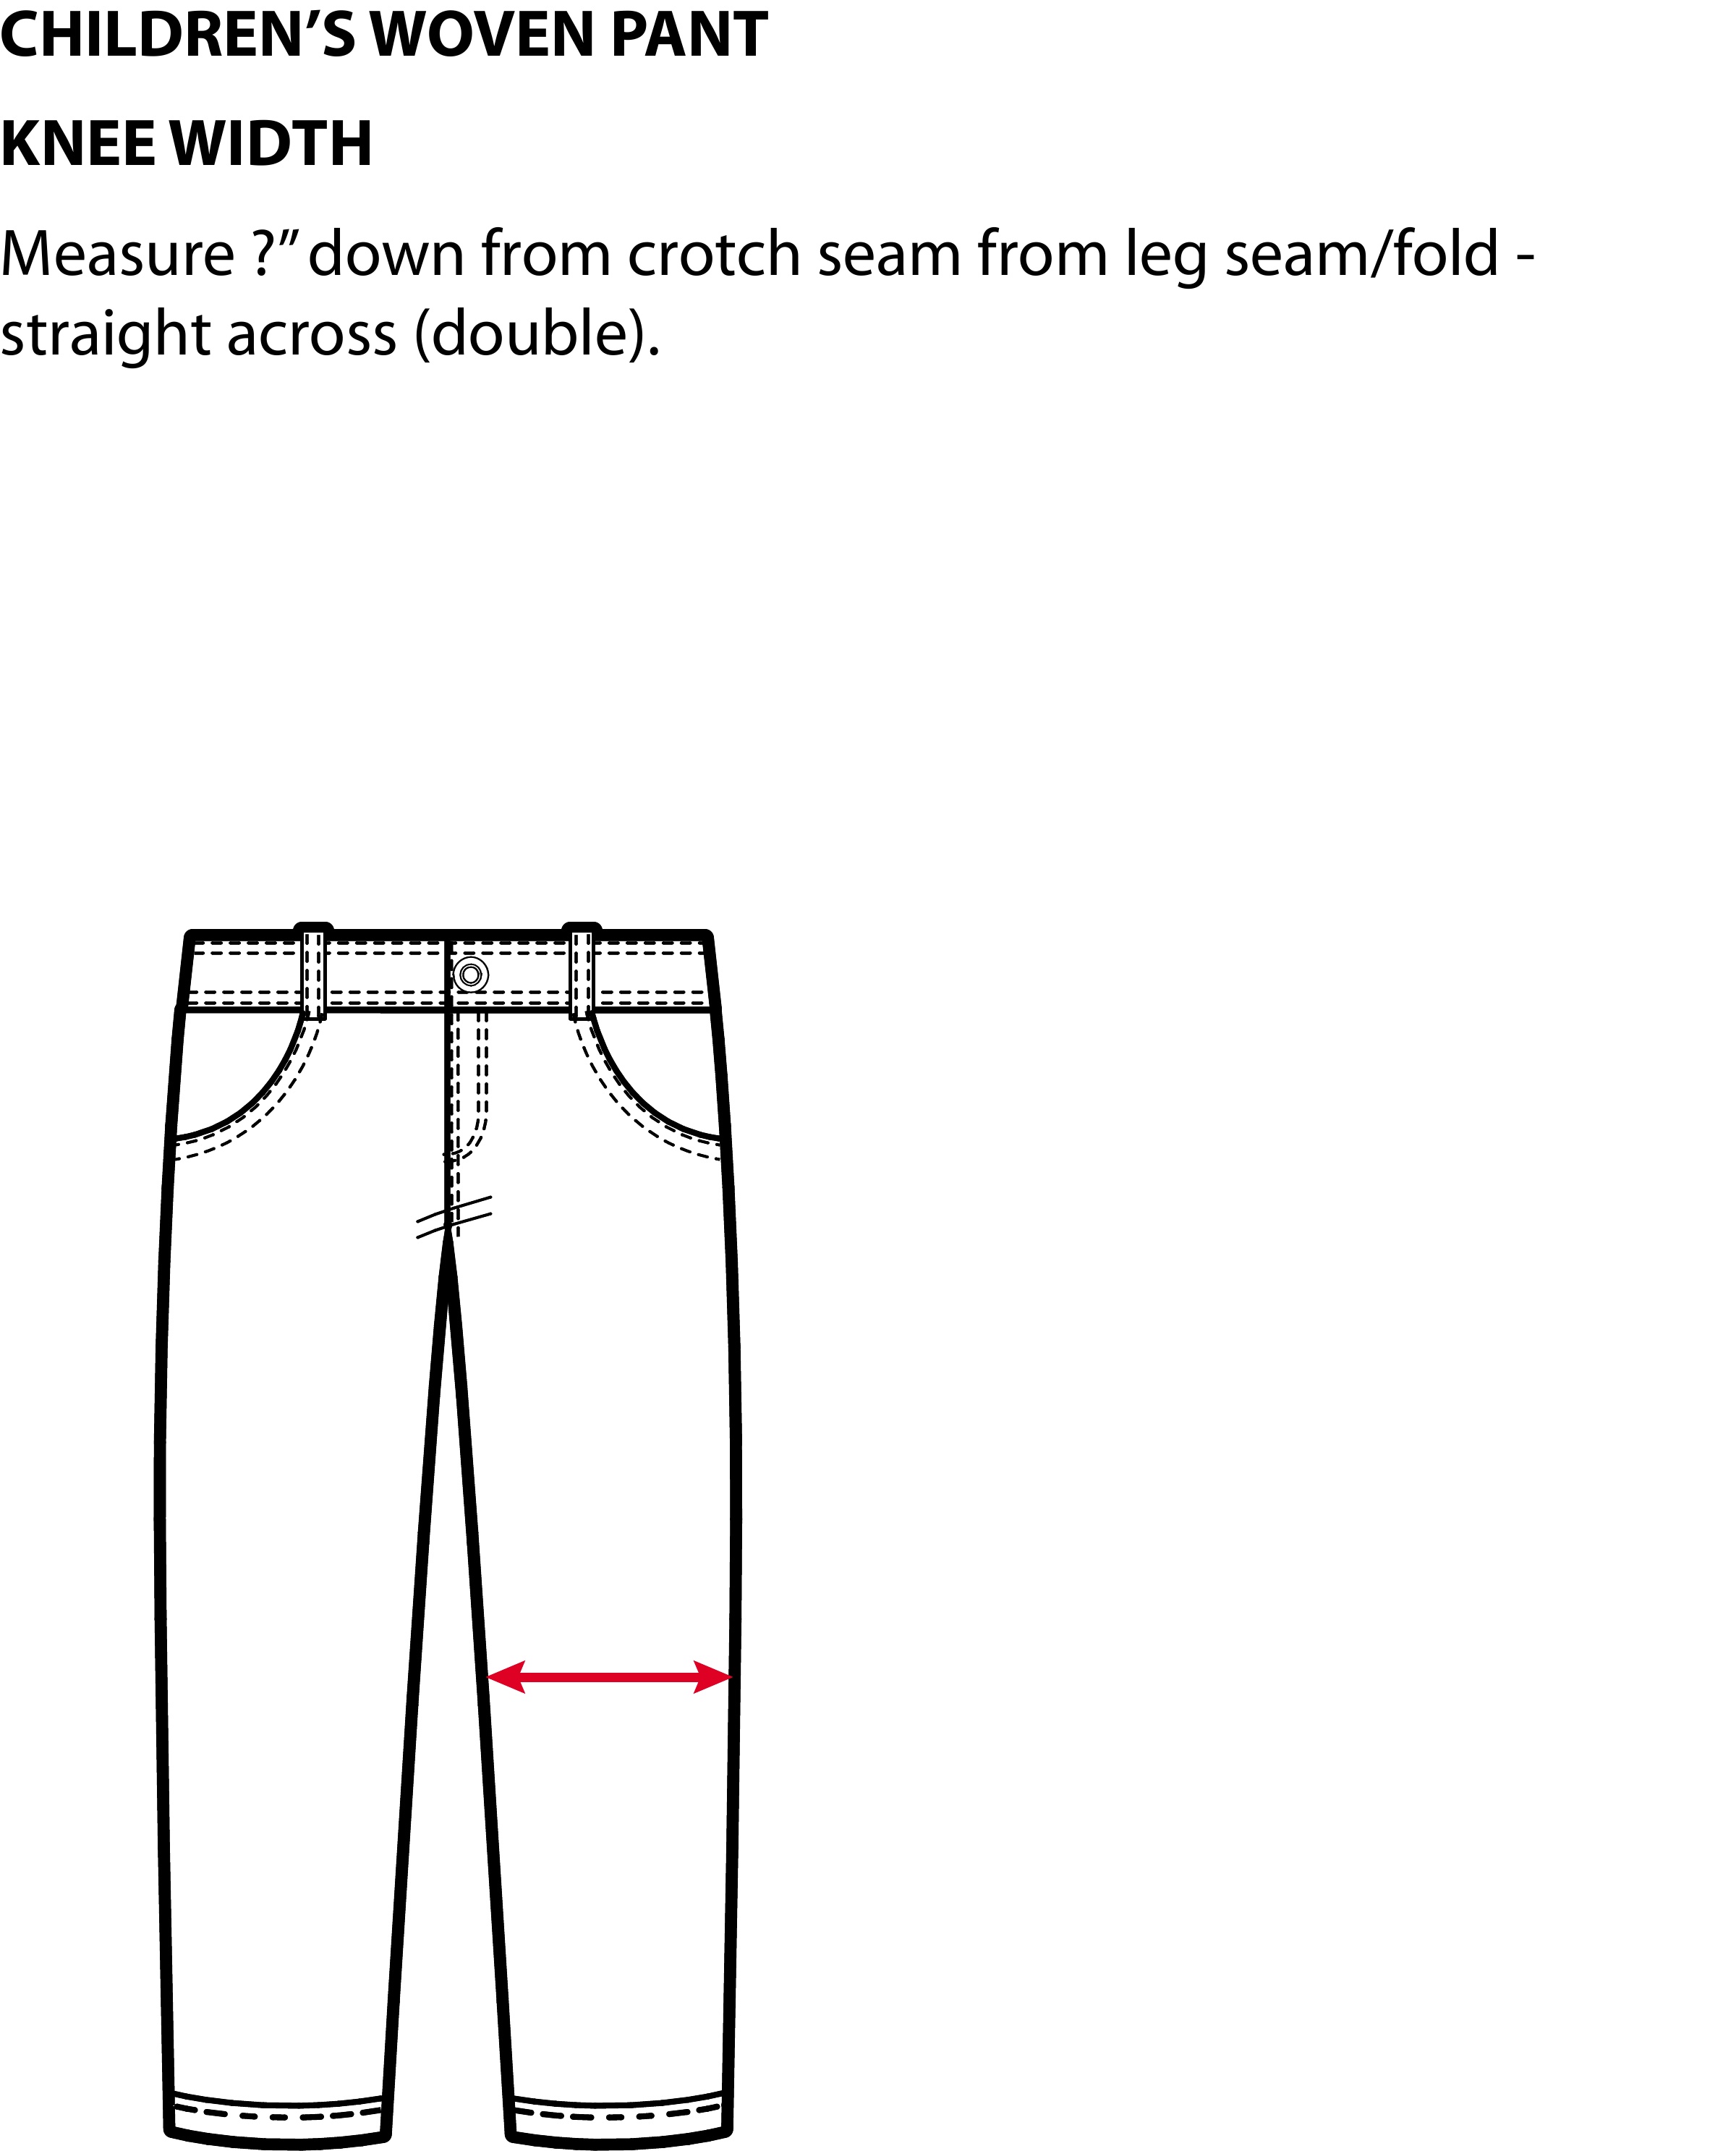 CHILDREN’S WOVEN PANT
KNEE WIDTH
Measure ?” down from crotch seam from leg seam/fold -
straight across (double).